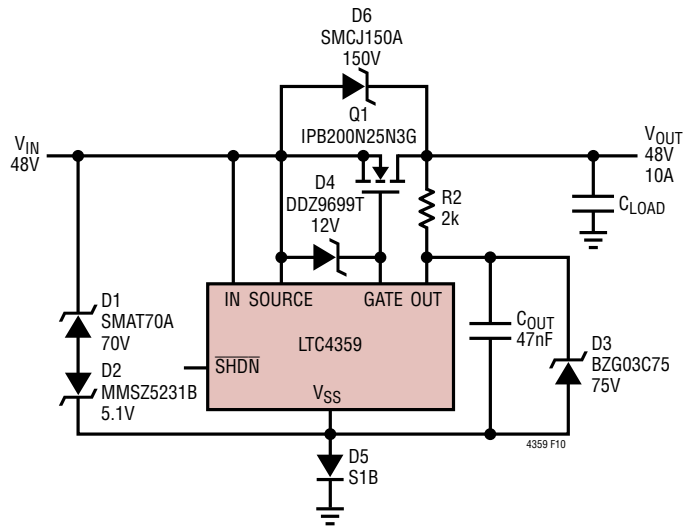 D6
SMCJ150A
150V
Q1
IPB200N25N3G
VIN
48V
VOUT
48V
10A
D4
DDZ9699T
12V
R2
2k
CLOAD
IN SOURCE GATE OUT
LTC4359
SHDN
VSS
D1
SMAT70A
70V
D2
MMSZ5231B
5.1V
COUT
47nF
D3
BZG03C75
75V
4359 F10
D5
S1B